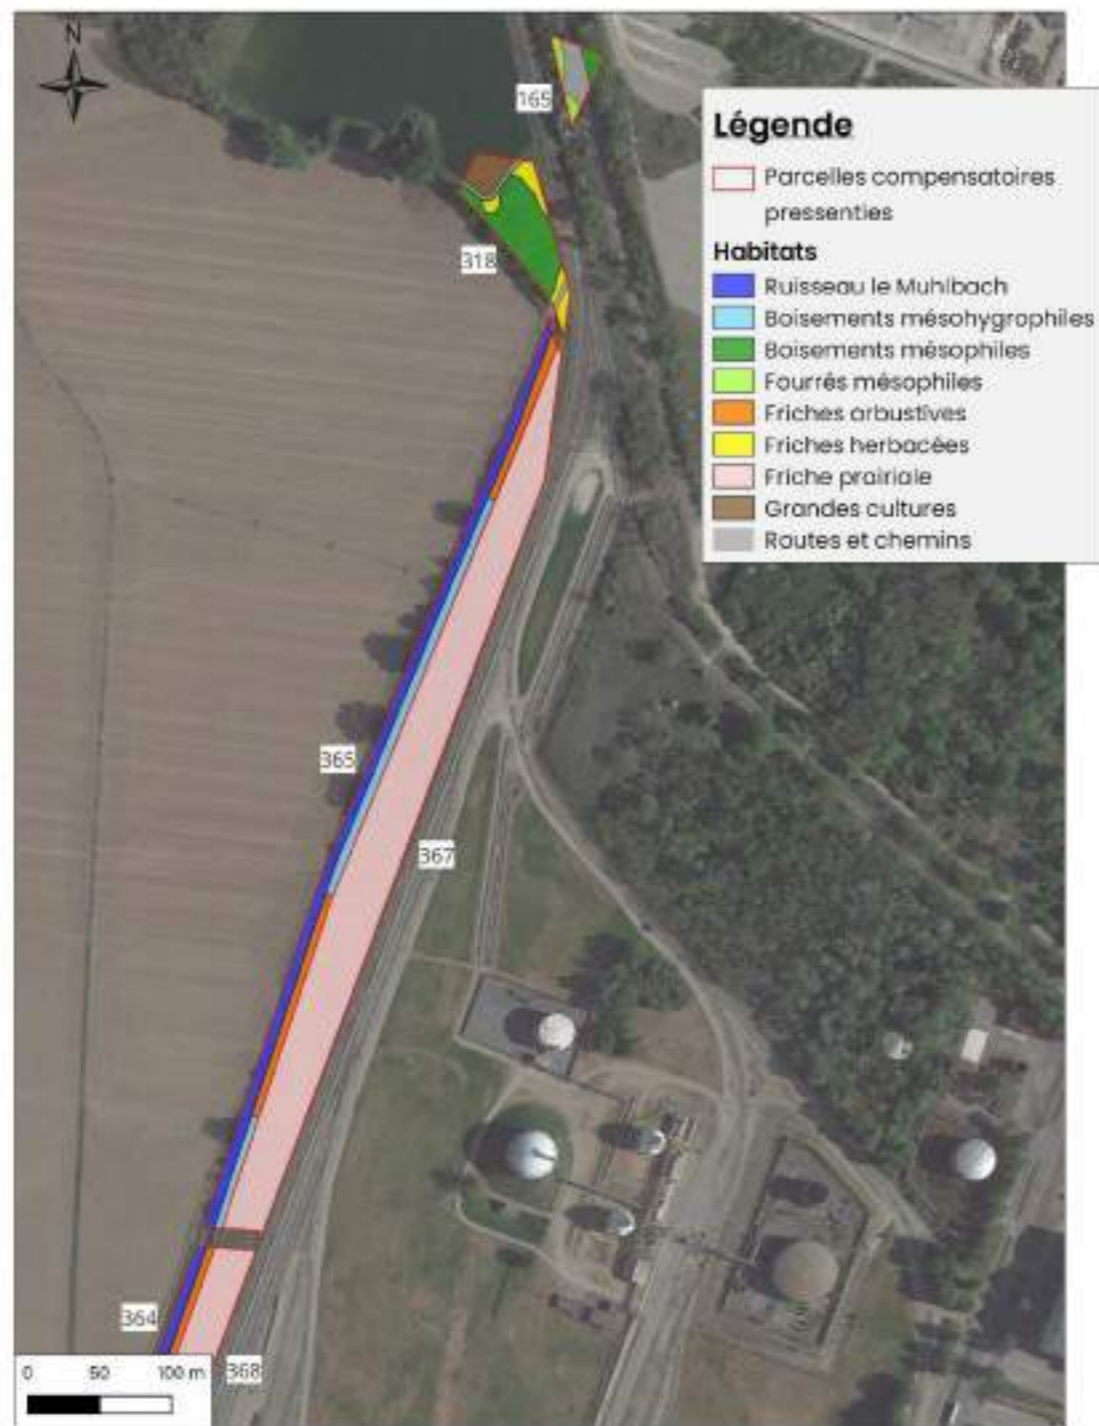 N
165
Légende
Parcelles compensatoires
pressenties
Habitats
Ruisseau le Muhlbach
Boisements mésohygrophiles
Boisements mésophiles
Fourrés mésophiles
Friches arbustives
Friches herbacées
Friche prairiale
Grandes cultures
Routes et chemins
318
365
367
364
368
0 50 100 m